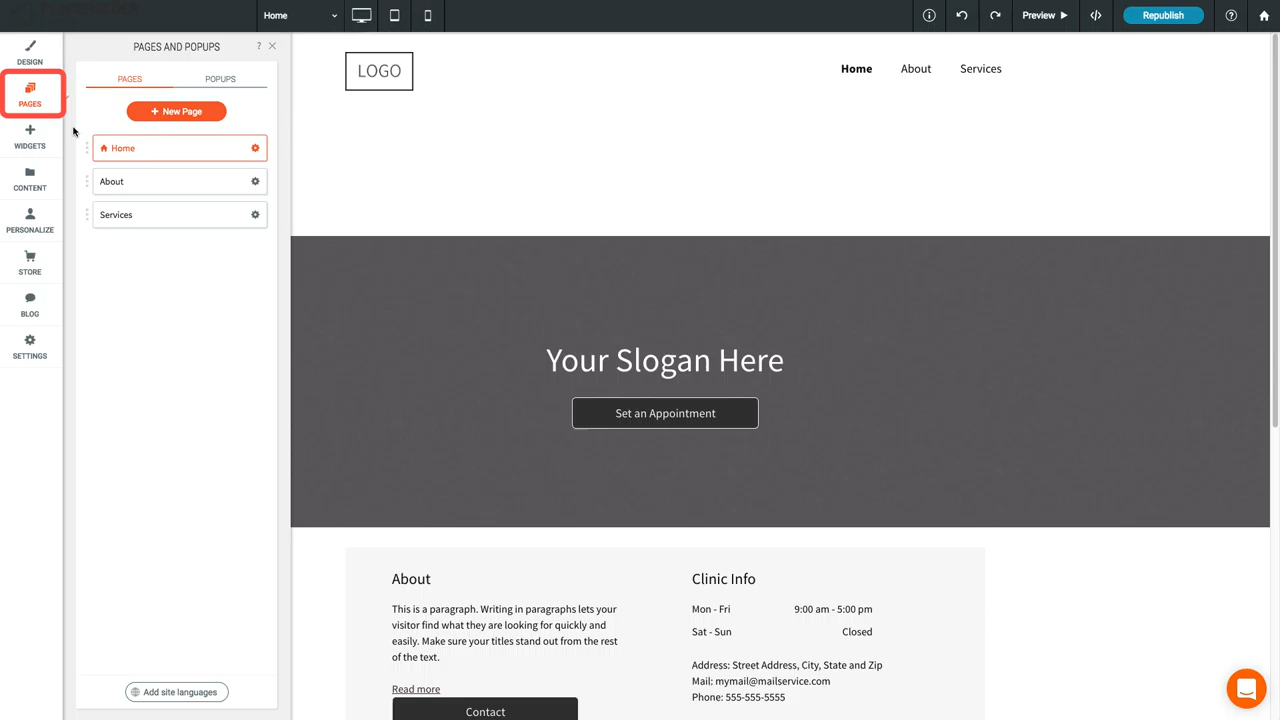 Home
Preview
Republish
DESIGN
PAGES
WIDGETS
CONTENT
PERSONALIZE
STORE
BLOG
SETTINGS
PAGES AND POPUPS
?
PAGES POPUPS
+ New Page
Home
About
Services
Add site languages
LOGO
Home About Services
Your Slogan Here
Set an Appointment
About
This is a paragraph. Writing in paragraphs lets your
visitor find what they are looking for quickly and
easily. Make sure your titles stand out from the rest
of the text.
Read more
Contact
Clinic Info
Mon - Fri 9:00 am - 5:00 pm
Sat - Sun Closed
Address: Street Address, City, State and Zip
Mail: mymail@mailservice.com
Phone: 555-555-5555